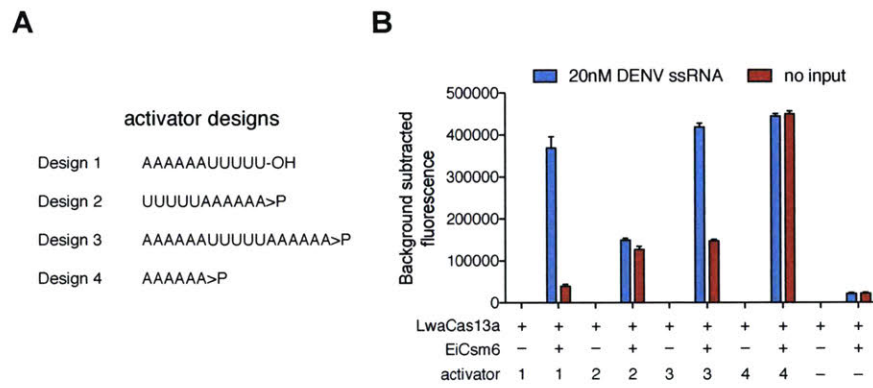 A
activator designs
Design 1 AAAAAAUUUUU-OH
Design 2 UUUUUAAAAAA>P
Design 3 AAAAAAUUUUUAAAAAA>P
Design 4 AAAAAA>P
B
20nM DENV ssRNA no input
Background subtracted
fluorescence
500000
400000
300000
200000
100000
0
LwaCas13a + + + + + + + + + +
EiCsm6 – + – + – + – + – +
activator 1 1 2 2 3 3 4 4 – –